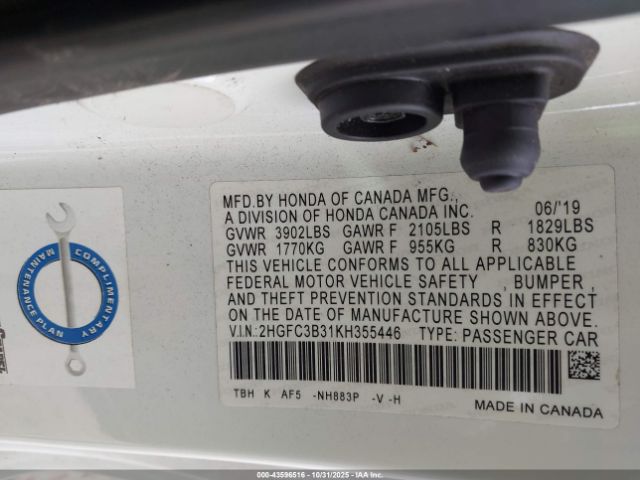 MFD.BY HONDA OF CANADA MFG.,
A DIVISION OF HONDA CANADA INC. 06/'19
GVWR 3902LBS GAWR F 2105LBS R 1829LBS
GVWR 1770KG GAWR F 955KG R 830KG
THIS VEHICLE CONFORMS TO ALL APPLICABLE
FEDERAL MOTOR VEHICLE SAFETY , BUMPER ,
AND THEFT PREVENTION STANDARDS IN EFFECT
ON THE DATE OF MANUFACTURE SHOWN ABOVE.
V.I.N.:2HGFC3B31KH355446 TYPE: PASSENGER CAR
TBH K AF5 -NH883P -V -H
MADE IN CANADA
COMPLIMENTARY
MAINTENANCE PLAN
000-43596516 - 10/31/2025 - IAA Inc.